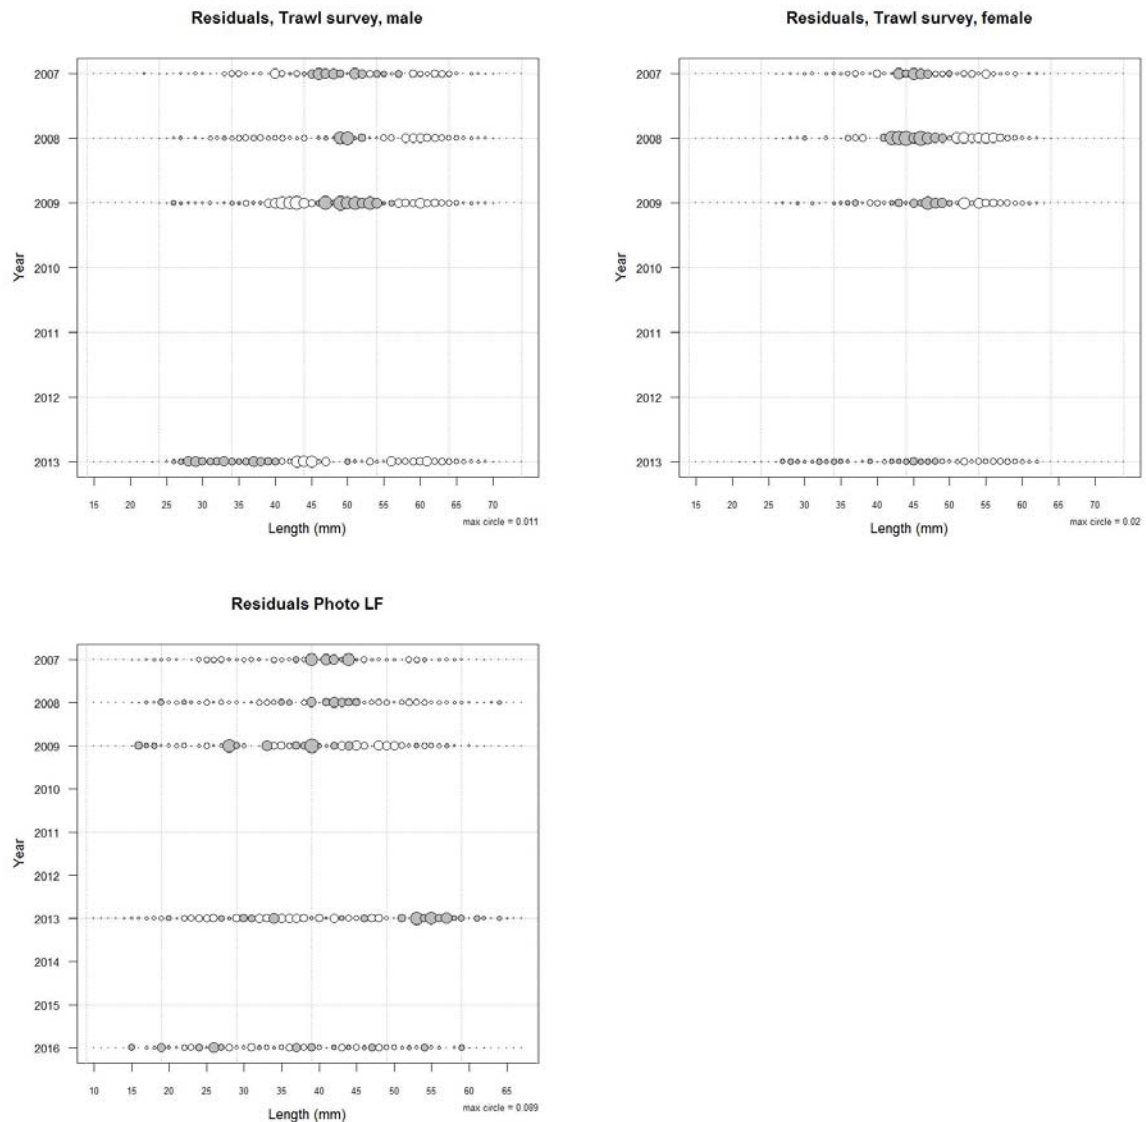 Residuals, Trawl survey, male
2007
2008
2009
2010
2011
2012
2013
Year
15 20 25 30 35 40 45 50 55 60 65 70
Length (mm)
max circle = 0.011
Residuals, Trawl survey, female
2007
2008
2009
2010
2011
2012
2013
Year
15 20 25 30 35 40 45 50 55 60 65 70
Length (mm)
max circle = 0.02
Residuals Photo LF
2007
2008
2009
2010
2011
2012
2013
2014
2015
2016
Year
10 15 20 25 30 35 40 45 50 55 60 65
Length (mm)
max circle = 0.089